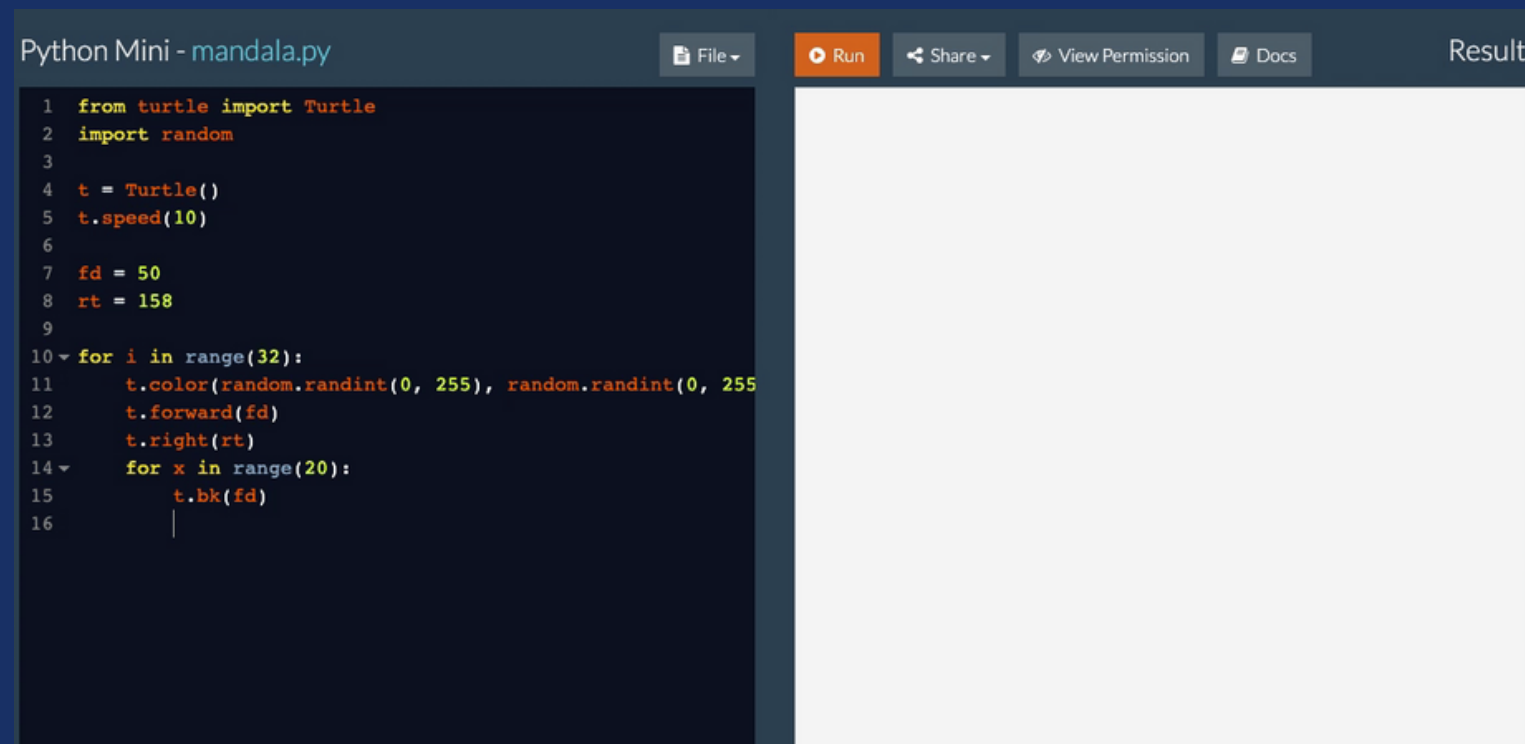 Python Mini - mandala.py
File
Run
Share
View Permission
Docs
Result
1 from turtle import Turtle
2 import random
3
4 t = Turtle()
5 t.speed(10)
6
7 fd = 50
8 rt = 158
9
10 for i in range(32):
11     t.color(random.randint(0, 255), random.randint(0, 255
12     t.forward(fd)
13     t.right(rt)
14     for x in range(20):
15         t.bk(fd)
16